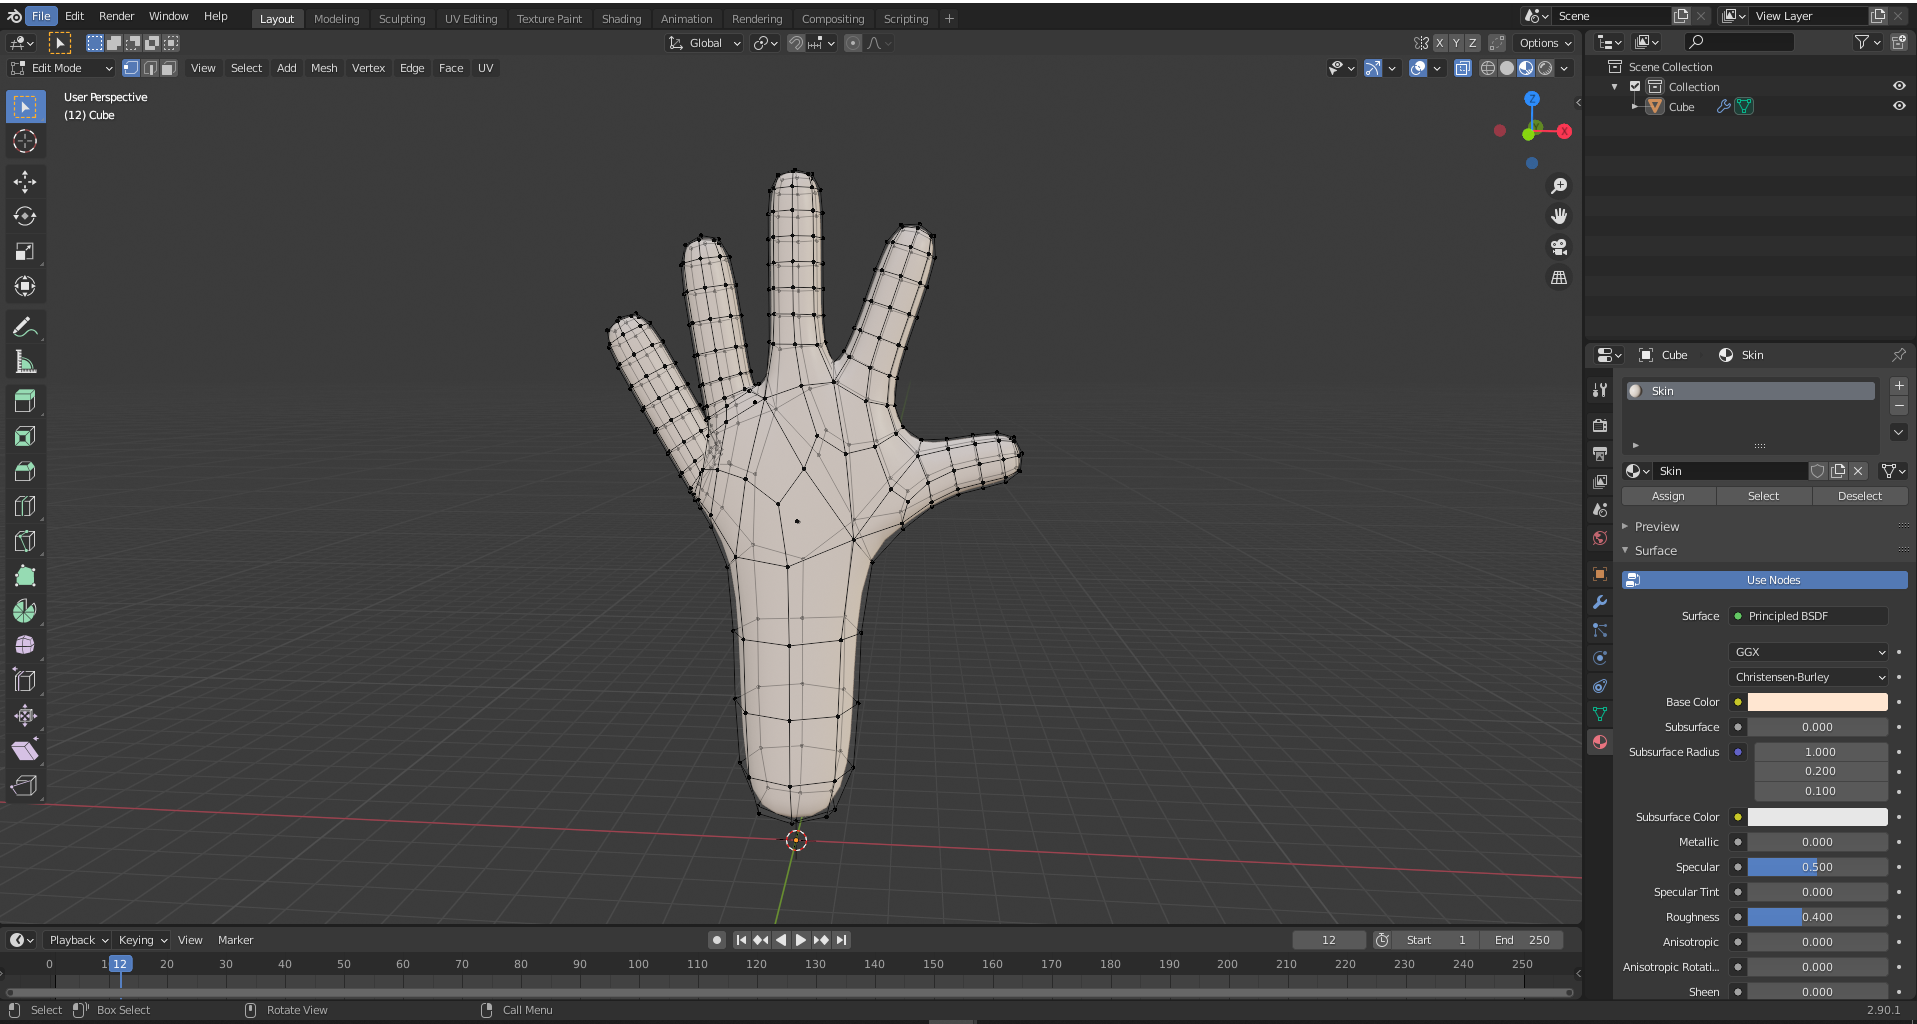 File Edit Render Window Help Layout Modeling Sculpting UV Editing Texture Paint Shading Animation Rendering Compositing Scripting + Scene View Layer
Global X Y Z Options
Edit Mode View Select Add Mesh Vertex Edge Face UV
User Perspective
(12) Cube
Z
X
Scene Collection
Collection
Cube
Cube Skin
Skin
Skin
Assign Select Deselect
Preview
Surface
Use Nodes
Surface Principled BSDF
GGX
Christensen-Burley
Base Color
Subsurface 0.000
Subsurface Radius 1.000
0.200
0.100
Subsurface Color
Metallic 0.000
Specular 0.500
Specular Tint 0.000
Roughness 0.400
Anisotropic 0.000
Anisotropic Rotati... 0.000
Sheen 0.000
Playback Keying View Marker 12 Start 1 End 250
0 1 12 20 30 40 50 60 70 80 90 100 110 120 130 140 150 160 170 180 190 200 210 220 230 240 250
Select Box Select Rotate View Call Menu 2.90.1